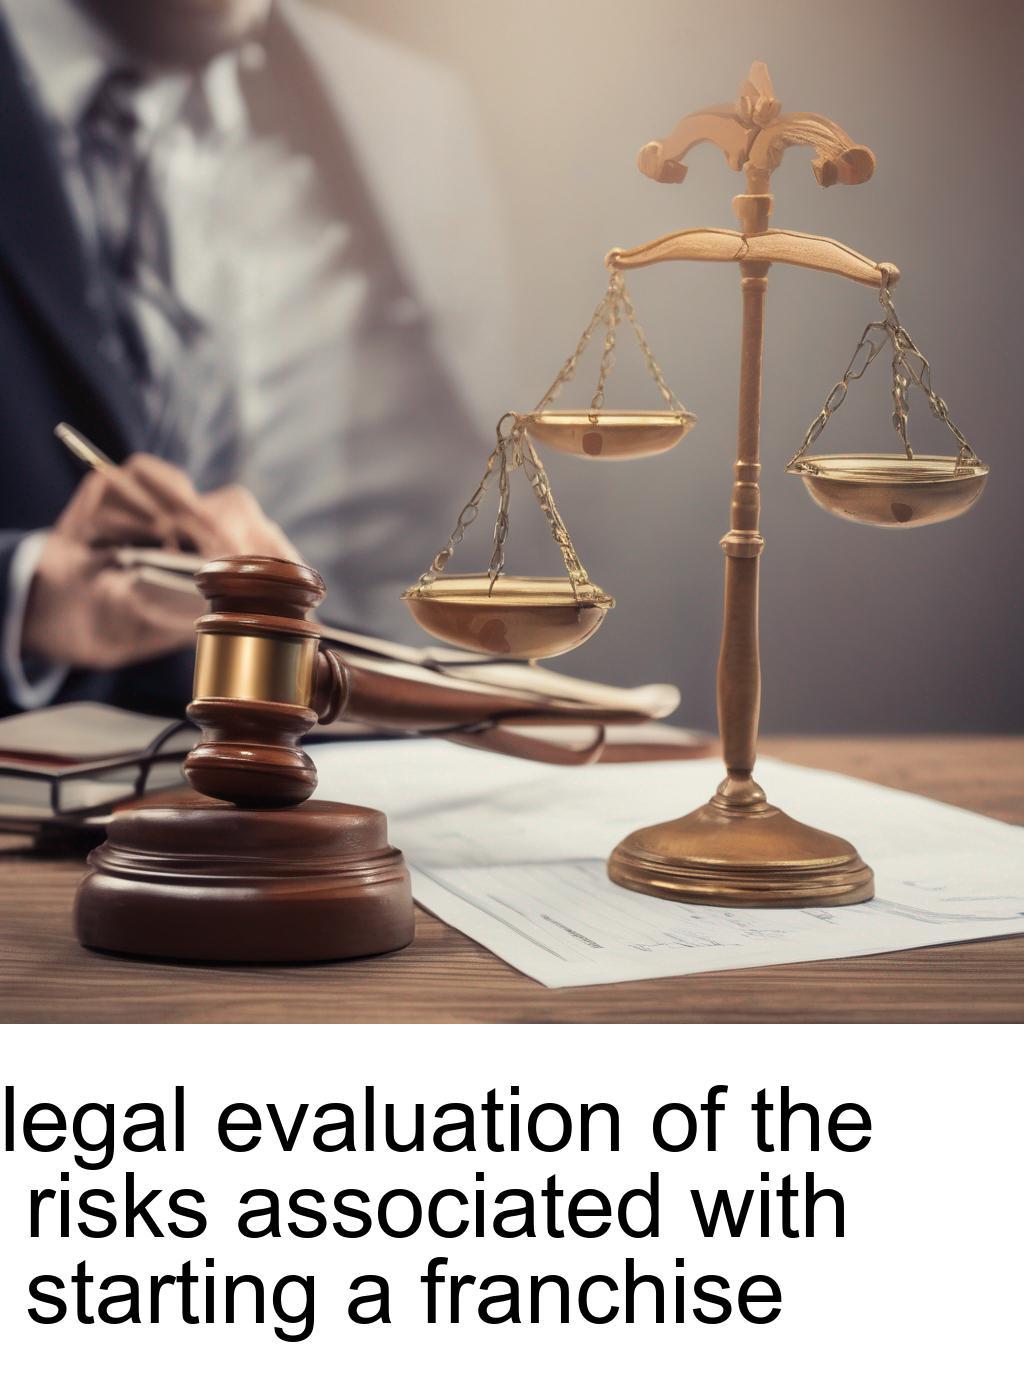 legal evaluation of the
risks associated with
starting a franchise